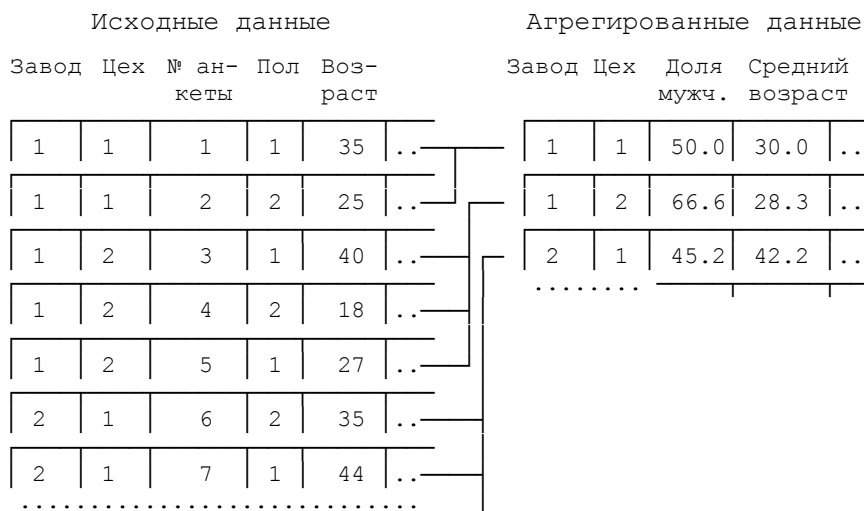 Исходные данные Агрегированные данные
Завод Цех № ан- Пол Воз- Завод Цех Доля Средний
кеты раст мужч. возраст
1 1 1 1 35 .. 1 1 50.0 30.0 ..
1 1 2 2 25 .. 1 2 66.6 28.3 ..
1 2 3 1 40 .. 2 1 45.2 42.2 ..
1 2 4 2 18 .. ........
1 2 5 1 27 ..
2 1 6 2 35 ..
2 1 7 1 44 ..
.............................